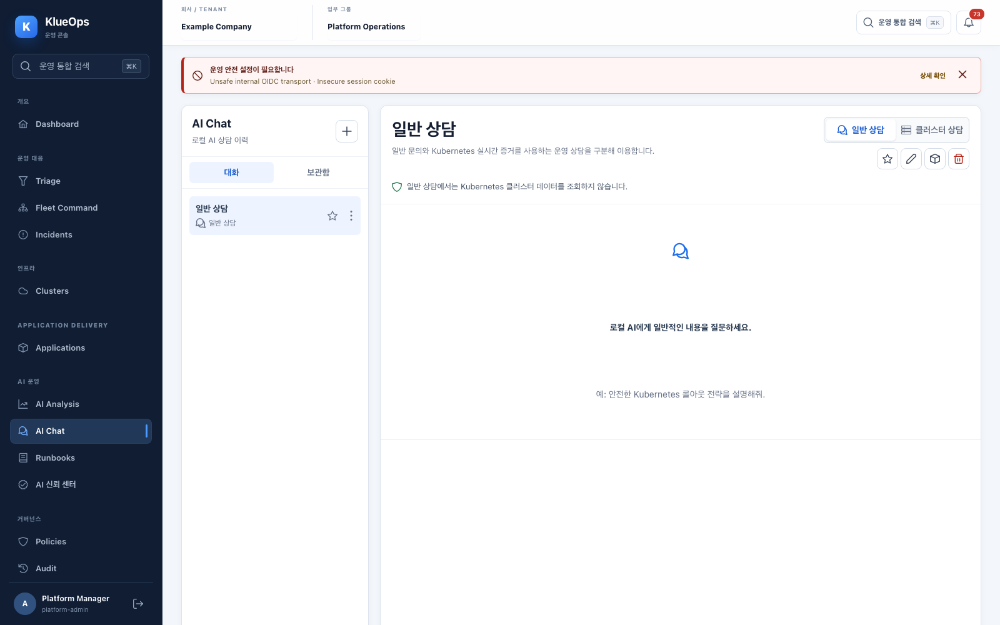 K
KlueOps
운영 콘솔
운영 통합 검색
⌘K
개요
Dashboard
운영 대응
Triage
Fleet Command
Incidents
인프라
Clusters
APPLICATION DELIVERY
Applications
AI 운영
AI Analysis
AI Chat
Runbooks
AI 신뢰 센터
거버넌스
Policies
Audit
A
Platform Manager
platform-admin
회사 / TENANT
Example Company
업무 그룹
Platform Operations
운영 통합 검색
⌘K
73
운영 안전 설정이 필요합니다
Unsafe internal OIDC transport · Insecure session cookie
상세 확인
AI Chat
로컬 AI 상담 이력
대화
보관함
일반 상담
일반 상담
일반 상담
일반 문의와 Kubernetes 실시간 증거를 사용하는 운영 상담을 구분해 이용합니다.
일반 상담
클러스터 상담
일반 상담에서는 Kubernetes 클러스터 데이터를 조회하지 않습니다.
로컬 AI에게 일반적인 내용을 질문하세요.
예: 안전한 Kubernetes 롤아웃 전략을 설명해줘.